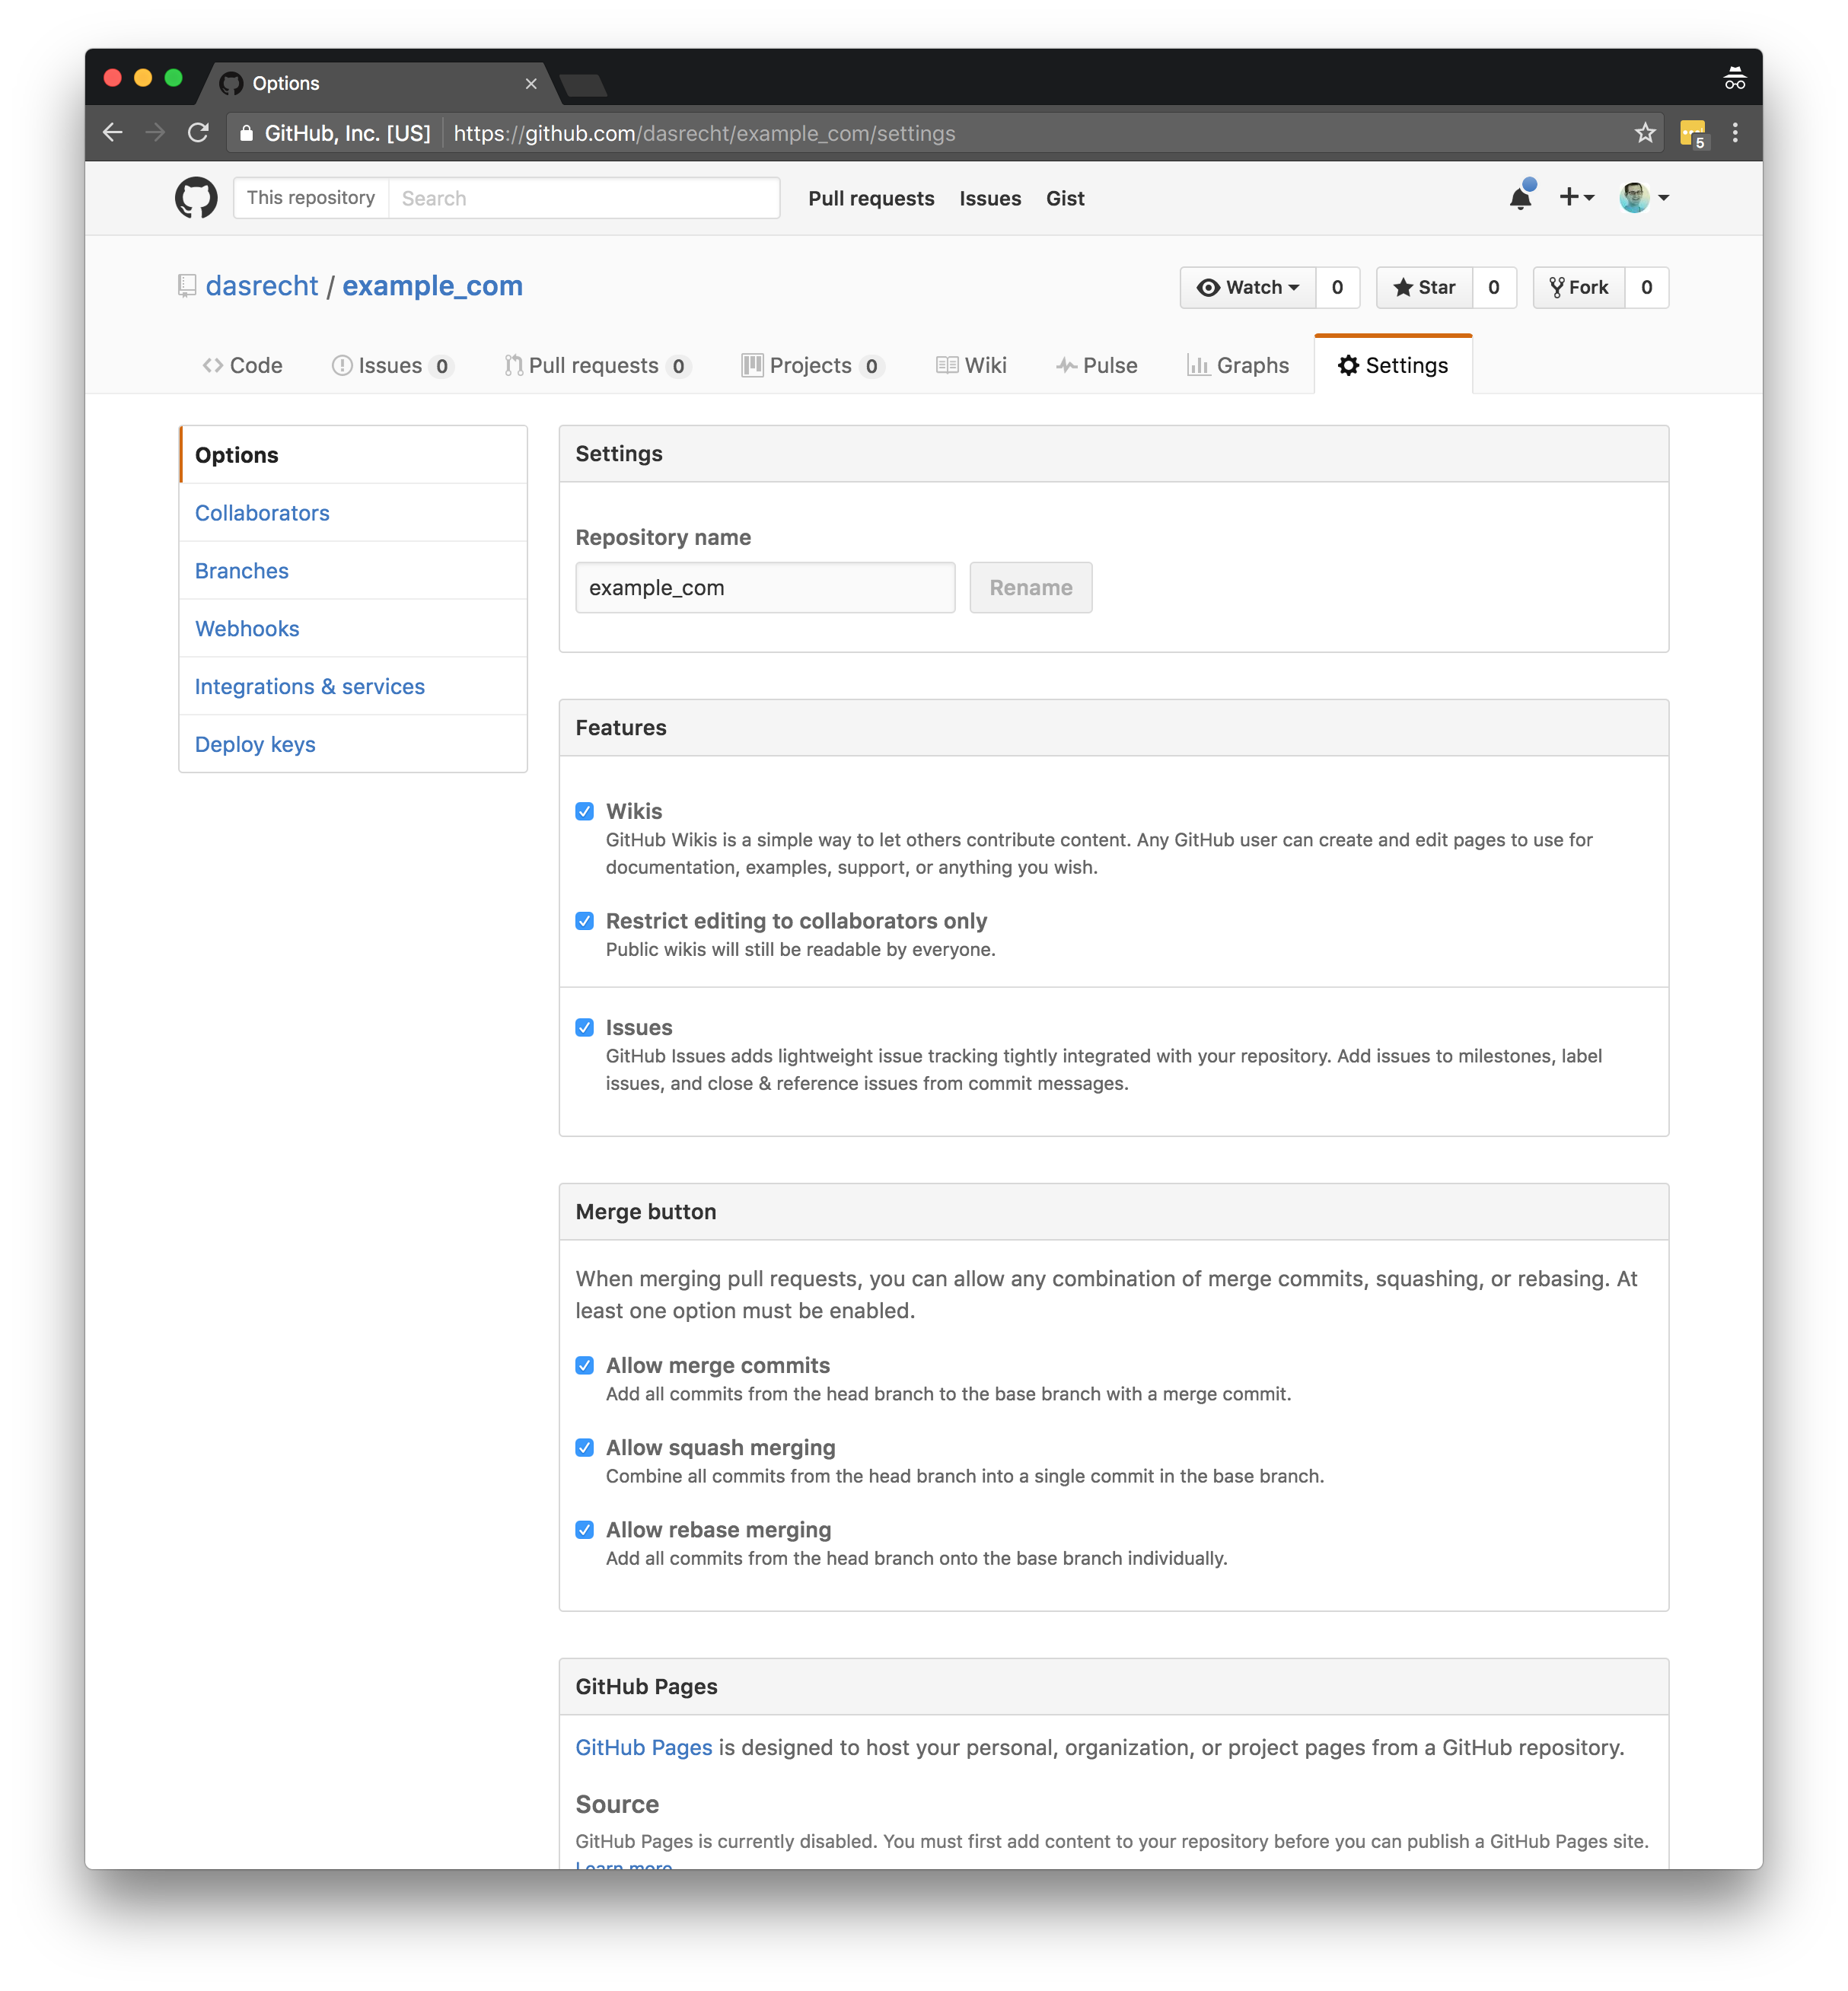 Options
GitHub, Inc. [US] https://github.com/dasrecht/example_com/settings
5
This repository Search Pull requests Issues Gist
dasrecht / example_com
Watch 0 Star 0 Fork 0
Code Issues 0 Pull requests 0 Projects 0 Wiki Pulse Graphs Settings
Options
Collaborators
Branches
Webhooks
Integrations & services
Deploy keys
Settings
Repository name
example_com Rename
Features
Wikis
GitHub Wikis is a simple way to let others contribute content. Any GitHub user can create and edit pages to use for
documentation, examples, support, or anything you wish.
Restrict editing to collaborators only
Public wikis will still be readable by everyone.
Issues
GitHub Issues adds lightweight issue tracking tightly integrated with your repository. Add issues to milestones, label
issues, and close & reference issues from commit messages.
Merge button
When merging pull requests, you can allow any combination of merge commits, squashing, or rebasing. At
least one option must be enabled.
Allow merge commits
Add all commits from the head branch to the base branch with a merge commit.
Allow squash merging
Combine all commits from the head branch into a single commit in the base branch.
Allow rebase merging
Add all commits from the head branch onto the base branch individually.
GitHub Pages
GitHub Pages is designed to host your personal, organization, or project pages from a GitHub repository.
Source
GitHub Pages is currently disabled. You must first add content to your repository before you can publish a GitHub Pages site.
Learn more